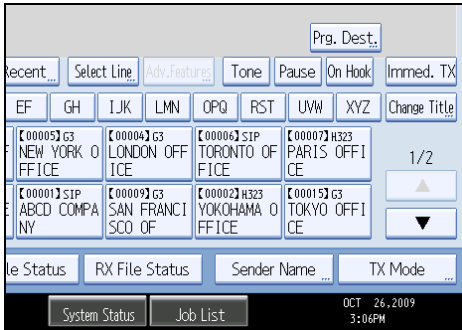 Prg. Dest.
Recent Select Line Adv.Features Tone Pause On Hook Immed. TX
EF GH IJK LMN OPQ RST UVW XYZ Change Title
【00005】G3 【00004】G3 【00006】SIP 【00007】H323
F NEW YORK O LONDON OFF TORONTO OF PARIS OFFI 1/2
FFICE ICE FICE CE
【00001】SIP 【00009】G3 【00002】H323 【00015】G3
E ABCD COMPA SAN FRANCI YOKOHAMA O TOKYO OFFI
NY SCO OF FFICE CE
le Status RX File Status Sender Name TX Mode
System Status Job List OCT 26,2009
3:06PM